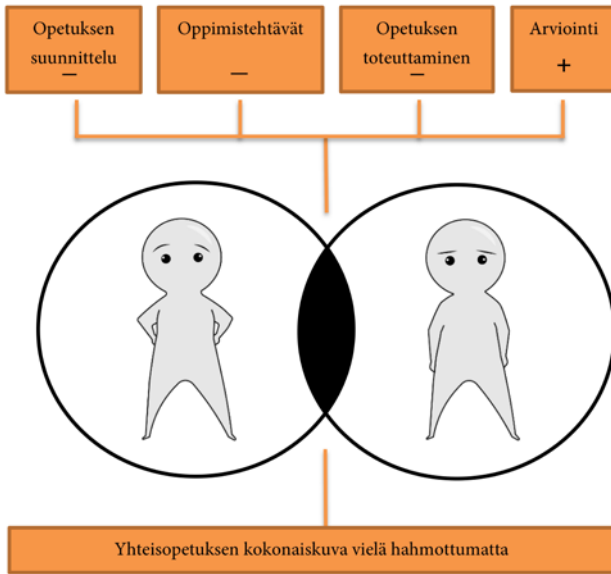 Opetuksen
suunnittelu
–
Oppimistehtävät
–
Opetuksen
toteuttaminen
–
Arviointi
+
Yhteisopetuksen kokonaiskuva vielä hahmottumatta